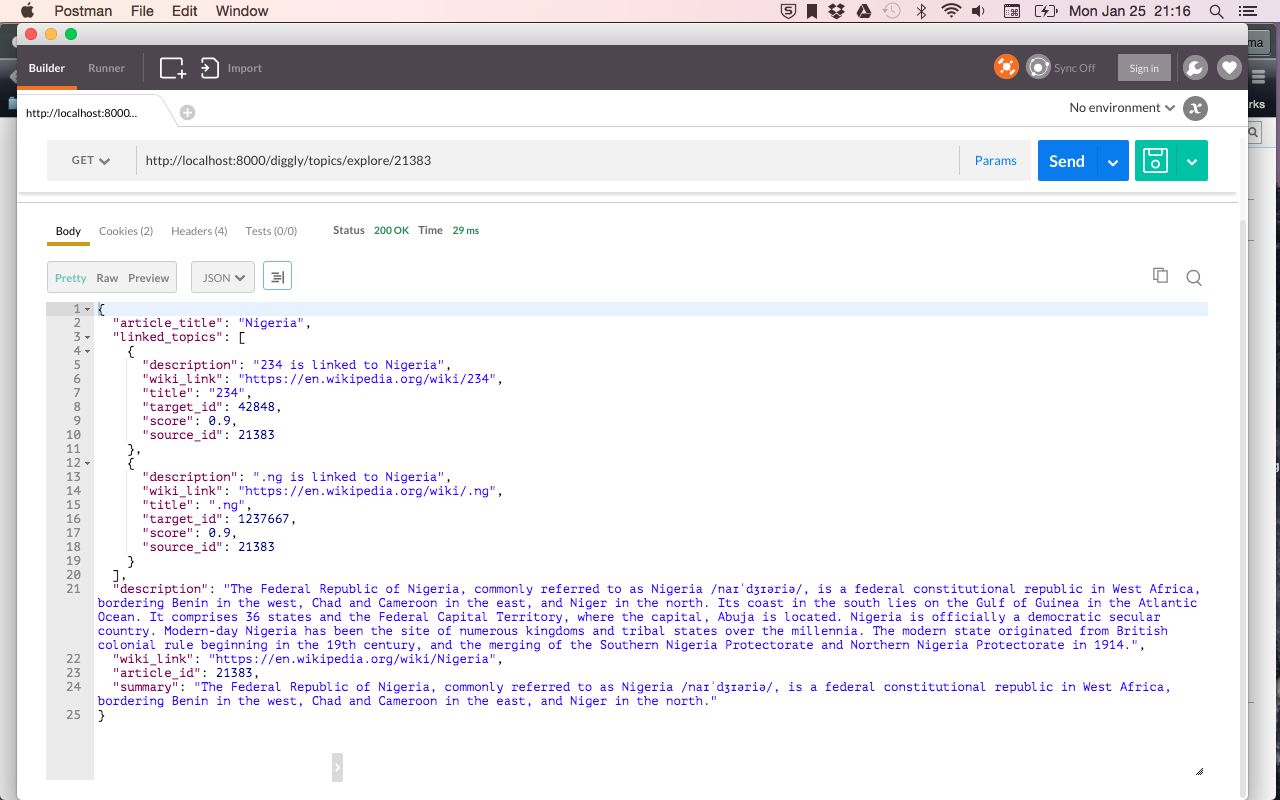 Postman File Edit Window Mon Jan 25 21:16
ma
Builder Runner Import Sync Off Sign in
rks
http://localhost:8000... No environment
GET http://localhost:8000/diggly/topics/explore/21383 Params Send
Body Cookies (2) Headers (4) Tests (0/0) Status 200 OK Time 29 ms
Pretty Raw Preview JSON
1 {
2 "article_title": "Nigeria",
3 "linked_topics": [
4 {
5 "description": "234 is linked to Nigeria",
6 "wiki_link": "https://en.wikipedia.org/wiki/234",
7 "title": "234",
8 "target_id": 42848,
9 "score": 0.9,
10 "source_id": 21383
11 },
12 {
13 "description": ".ng is linked to Nigeria",
14 "wiki_link": "https://en.wikipedia.org/wiki/.ng",
15 "title": ".ng",
16 "target_id": 1237667,
17 "score": 0.9,
18 "source_id": 21383
19 }
20 ],
21 "description": "The Federal Republic of Nigeria, commonly referred to as Nigeria /naɪˈdʒɪəriə/, is a federal constitutional republic in West Africa,
bordering Benin in the west, Chad and Cameroon in the east, and Niger in the north. Its coast in the south lies on the Gulf of Guinea in the Atlantic
Ocean. It comprises 36 states and the Federal Capital Territory, where the capital, Abuja is located. Nigeria is officially a democratic secular
country. Modern-day Nigeria has been the site of numerous kingdoms and tribal states over the millennia. The modern state originated from British
colonial rule beginning in the 19th century, and the merging of the Southern Nigeria Protectorate and Northern Nigeria Protectorate in 1914.",
22 "wiki_link": "https://en.wikipedia.org/wiki/Nigeria",
23 "article_id": 21383,
24 "summary": "The Federal Republic of Nigeria, commonly referred to as Nigeria /naɪˈdʒɪəriə/, is a federal constitutional republic in West Africa,
bordering Benin in the west, Chad and Cameroon in the east, and Niger in the north."
25 }